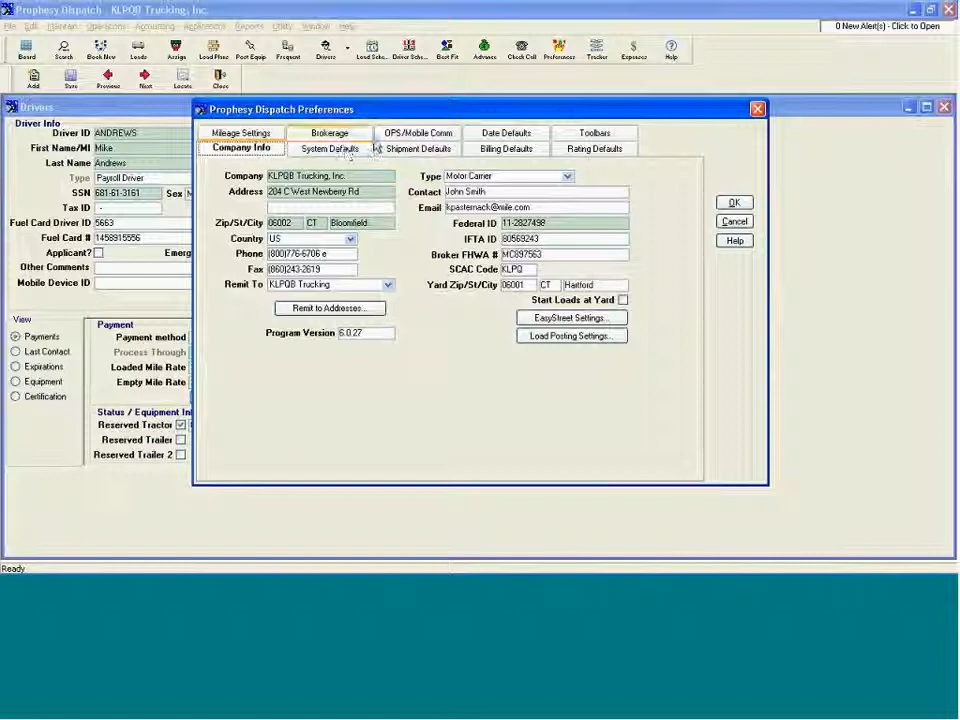 Prophesy Dispatch - KLPQB Trucking, Inc.
File Edit Maintain Operations Accounting Applications Reports Utility Window Help
0 New Alert(s) - Click to Open
Board Search Book New Loads Assign Load Plans Post Equip Frequent Drivers Load Sche... Driver Sche... Best Fit Advance Check Call Preferences Tracker Expenses Help
Add Save Previous Next Locate Close
Drivers
Driver Info
Driver ID ANDREWS
First Name/MI Mike
Last Name Andrews
Type Payroll Driver
SSN 681-61-3161 Sex
Tax ID -
Fuel Card Driver ID 5663
Fuel Card # 1458915556
Applicant? Emerg
Other Comments
Mobile Device ID
View
Payments
Last Contact
Expirations
Equipment
Certification
Payment
Payment method
Process Through
Loaded Mile Rate
Empty Mile Rate
Status / Equipment In
Reserved Tractor
Reserved Trailer
Reserved Trailer 2
Prophesy Dispatch Preferences
Mileage Settings Brokerage OPS/Mobile Comm Date Defaults Toolbars
Company Info System Defaults Shipment Defaults Billing Defaults Rating Defaults
Company KLPQB Trucking, Inc.
Address 204 C West Newberry Rd
Zip/St/City 06002 CT Bloomfield
Country US
Phone (800)776-6706 e
Fax (860)243-2619
Remit To KLPQB Trucking
Remit to Addresses...
Program Version 6.0.27
Type Motor Carrier
Contact John Smith
Email kpasternack@mile.com
Federal ID 11-2827498
IFTA ID 80569243
Broker FHWA # MC897563
SCAC Code KLPQ
Yard Zip/St/City 06001 CT Hartford
Start Loads at Yard
EasyStreet Settings...
Load Posting Settings...
OK
Cancel
Help
Ready